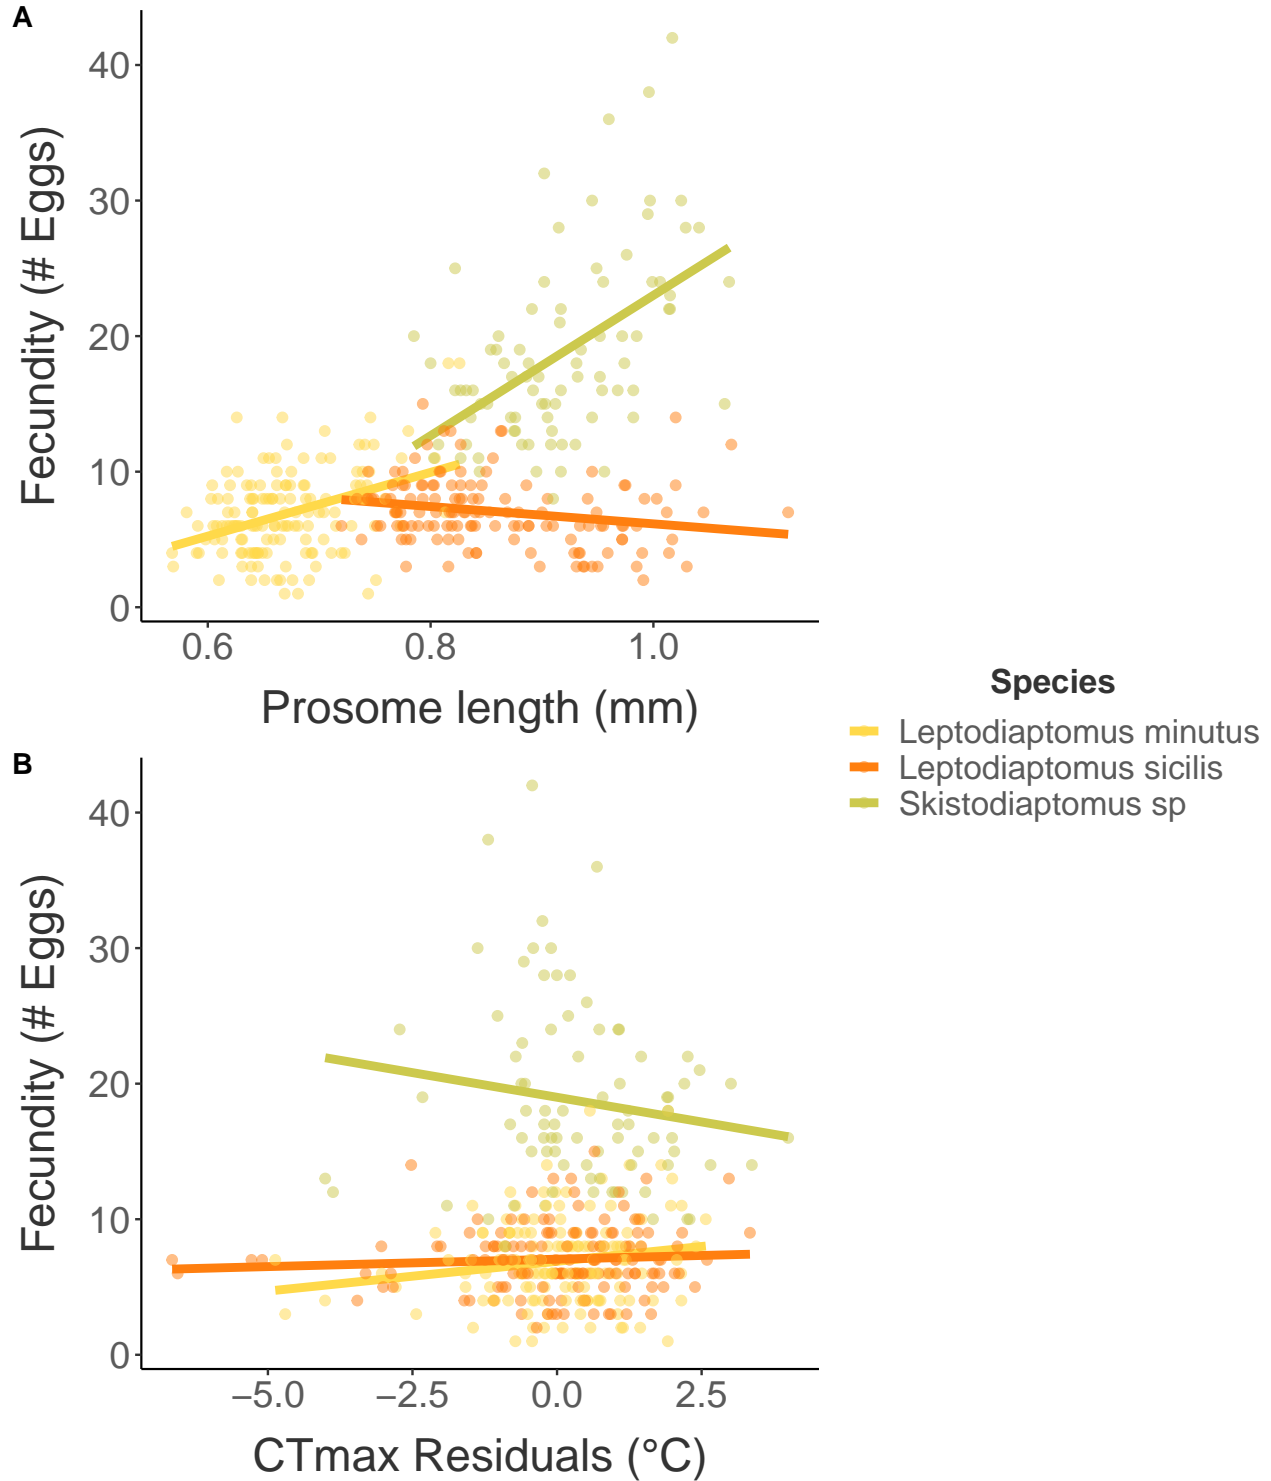 A
Fecundity (# Eggs)
40
30
20
10
0
0.6 0.8 1.0
Prosome length (mm)
Species
Leptodiaptomus minutus
Leptodiaptomus sicilis
Skistodiaptomus sp
B
Fecundity (# Eggs)
40
30
20
10
0
−5.0 −2.5 0.0 2.5
CTmax Residuals (°C)